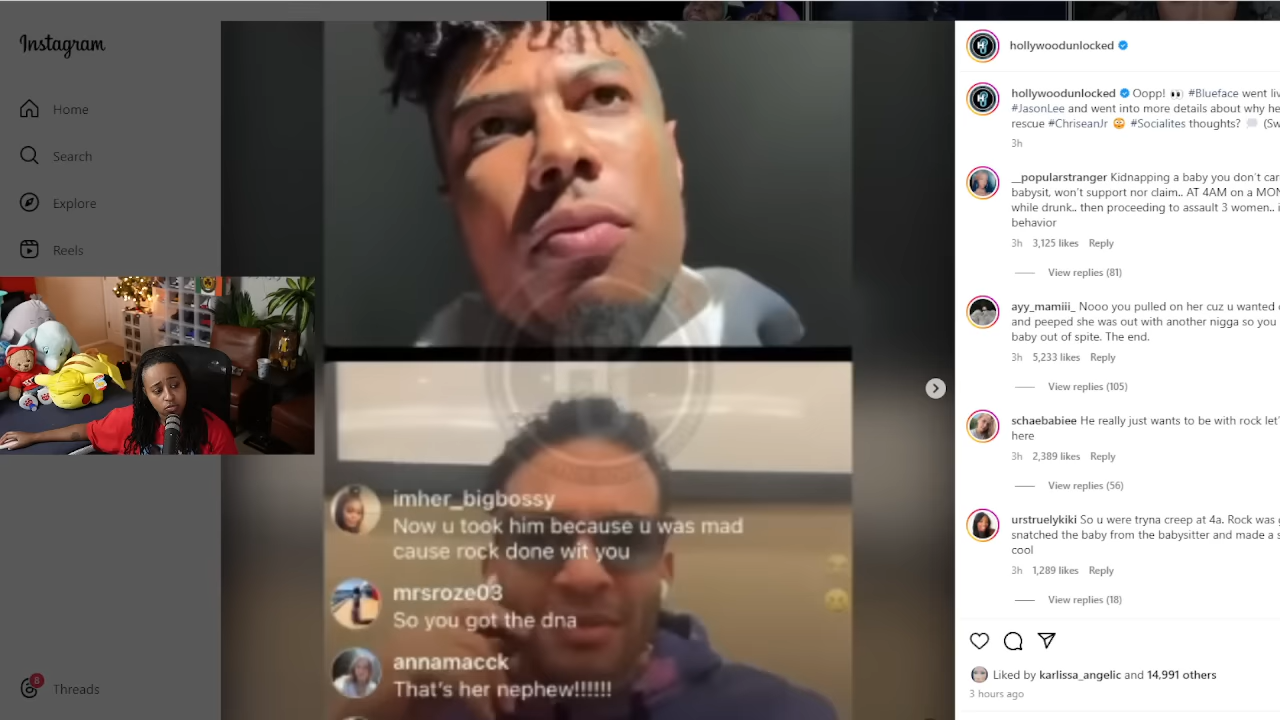 Instagram
Home
Search
Explore
Reels
8
Threads
H
imher_bigbossy
Now u took him because u was mad
cause rock done wit you
mrsroze03
So you got the dna
annamacck
That's her nephew!!!!!!
hollywoodunlocked
hollywoodunlocked Oopp! 👀 #Blueface went liv
#JasonLee and went into more details about why he
rescue #ChriseanJr 😳 #Socialites thoughts? 💭 (Sw
3h
__popularstranger Kidnapping a baby you don't car
babysit, won't support nor claim.. AT 4AM on a MON
while drunk.. then proceeding to assault 3 women.. i
behavior
3h 3,125 likes Reply
View replies (81)
ayy_mamiii_ Nooo you pulled on her cuz u wanted
and peeped she was out with another nigga so you
baby out of spite. The end.
3h 5,233 likes Reply
View replies (105)
schaebabiee He really just wants to be with rock let'
here
3h 2,389 likes Reply
View replies (56)
urstruelykiki So u were tryna creep at 4a. Rock was
snatched the baby from the babysitter and made a s
cool
3h 1,289 likes Reply
View replies (18)
Liked by karlissa_angelic and 14,991 others
3 hours ago